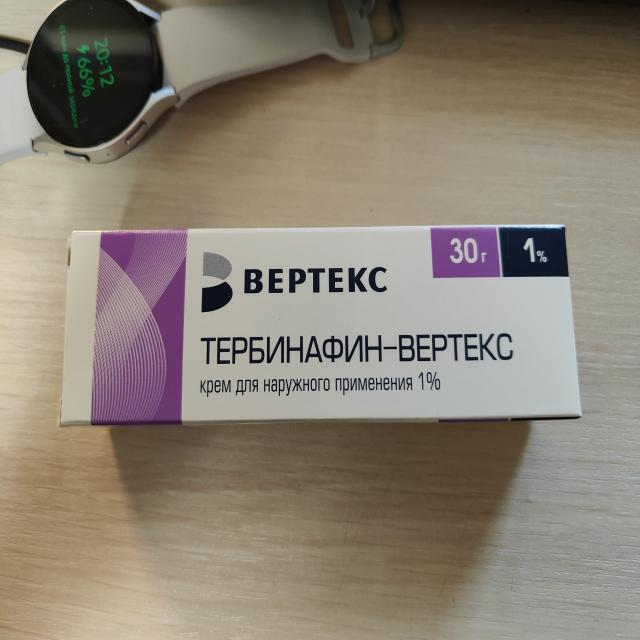 20:12
66%
30г
1%
ВЕРТЕКС
ТЕРБИНАФИН-ВЕРТЕКС
крем для наружного применения 1%